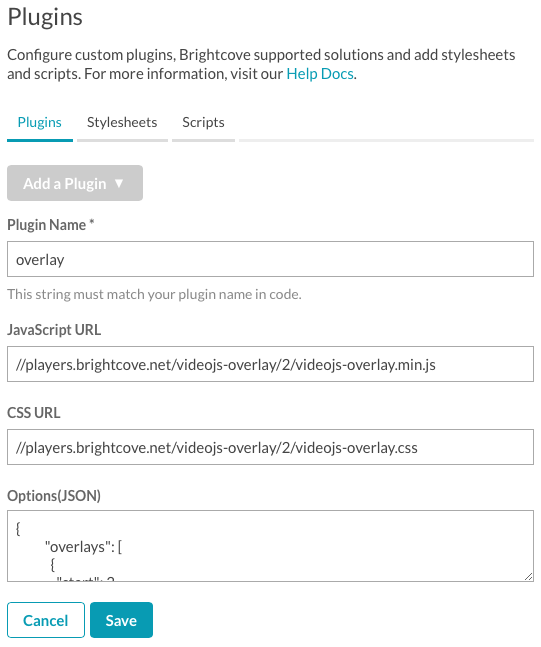 Plugins
Configure custom plugins, Brightcove supported solutions and add stylesheets
and scripts. For more information, visit our Help Docs.
Plugins Stylesheets Scripts
Add a Plugin ▼
Plugin Name *
overlay
This string must match your plugin name in code.
JavaScript URL
//players.brightcove.net/videojs-overlay/2/videojs-overlay.min.js
CSS URL
//players.brightcove.net/videojs-overlay/2/videojs-overlay.css
Options(JSON)
{
"overlays": [
{
"start": 2
Cancel Save